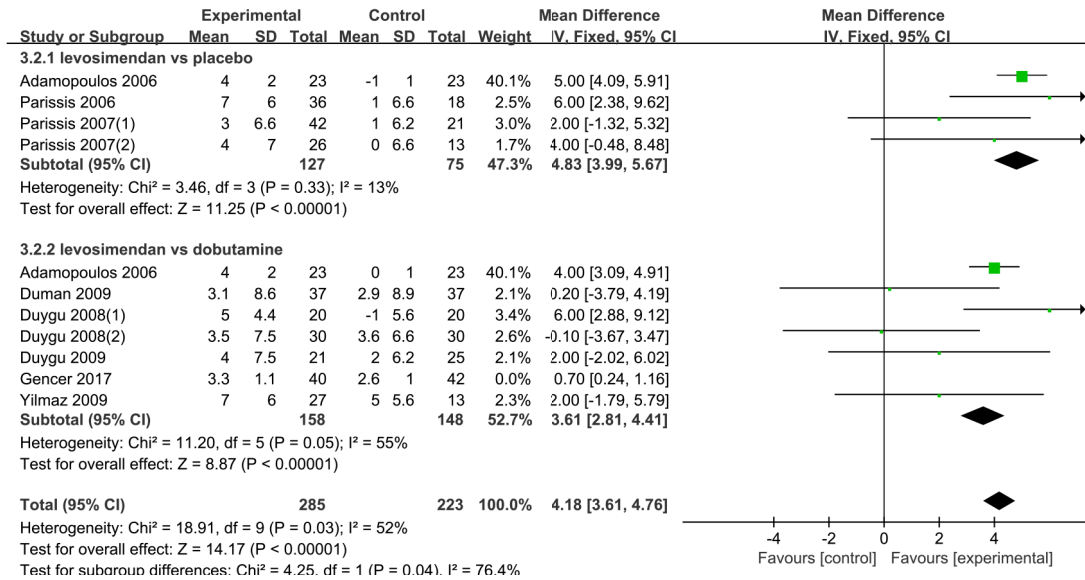 Experimental Control Mean Difference Mean Difference
Study or Subgroup Mean SD Total Mean SD Total Weight IV, Fixed, 95% CI IV, Fixed, 95% CI
3.2.1 levosimendan vs placebo
Adamopoulos 2006 4 2 23 -1 1 23 40.1% 5.00 [4.09, 5.91]
Parissis 2006 7 6 36 1 6.6 18 2.5% 6.00 [2.38, 9.62]
Parissis 2007(1) 3 6.6 42 1 6.2 21 3.0% 2.00 [-1.32, 5.32]
Parissis 2007(2) 4 7 26 0 6.6 13 1.7% 4.00 [-0.48, 8.48]
Subtotal (95% CI) 127 75 47.3% 4.83 [3.99, 5.67]
Heterogeneity: Chi² = 3.46, df = 3 (P = 0.33); I² = 13%
Test for overall effect: Z = 11.25 (P < 0.00001)
3.2.2 levosimendan vs dobutamine
Adamopoulos 2006 4 2 23 0 1 23 40.1% 4.00 [3.09, 4.91]
Duman 2009 3.1 8.6 37 2.9 8.9 37 2.1% 0.20 [-3.79, 4.19]
Duygu 2008(1) 5 4.4 20 -1 5.6 20 3.4% 6.00 [2.88, 9.12]
Duygu 2008(2) 3.5 7.5 30 3.6 6.6 30 2.6% -0.10 [-3.67, 3.47]
Duygu 2009 4 7.5 21 2 6.2 25 2.1% 2.00 [-2.02, 6.02]
Gencer 2017 3.3 1.1 40 2.6 1 42 0.0% 0.70 [0.24, 1.16]
Yilmaz 2009 7 6 27 5 5.6 13 2.3% 2.00 [-1.79, 5.79]
Subtotal (95% CI) 158 148 52.7% 3.61 [2.81, 4.41]
Heterogeneity: Chi² = 11.20, df = 5 (P = 0.05); I² = 55%
Test for overall effect: Z = 8.87 (P < 0.00001)
Total (95% CI) 285 223 100.0% 4.18 [3.61, 4.76]
Heterogeneity: Chi² = 18.91, df = 9 (P = 0.03); I² = 52%
Test for overall effect: Z = 14.17 (P < 0.00001)
Test for subgroup differences: Chi² = 4.25, df = 1 (P = 0.04), I² = 76.4%
-4 -2 0 2 4
Favours [control] Favours [experimental]